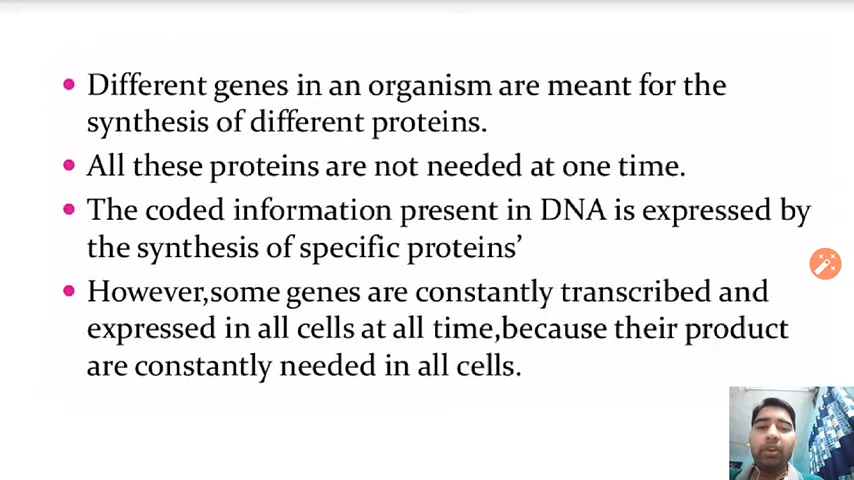 Different genes in an organism are meant for the
synthesis of different proteins.
All these proteins are not needed at one time.
The coded information present in DNA is expressed by
the synthesis of specific proteins’
However,some genes are constantly transcribed and
expressed in all cells at all time,because their product
are constantly needed in all cells.